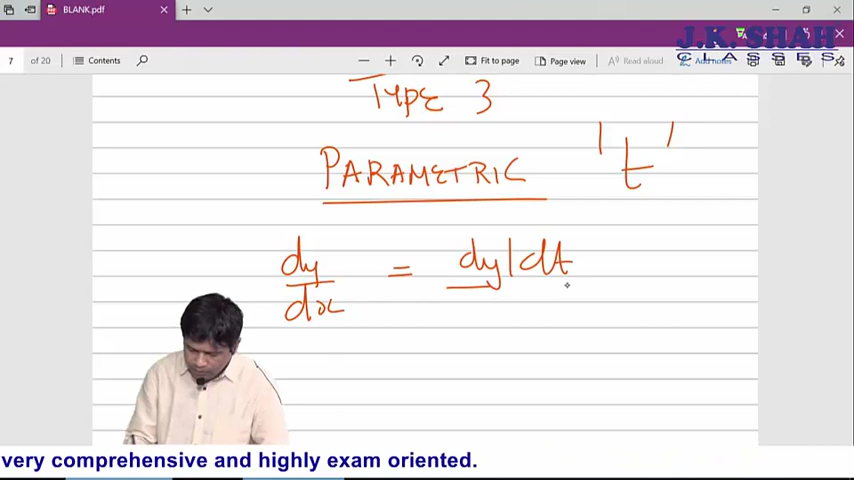 BLANK.pdf
J.K. SHAH
CLASSES
7 of 20 Contents Fit to page Page view Read aloud Add notes
Type 3
PARAMETRIC 't'
dy/dx = dy|dt
very comprehensive and highly exam oriented.